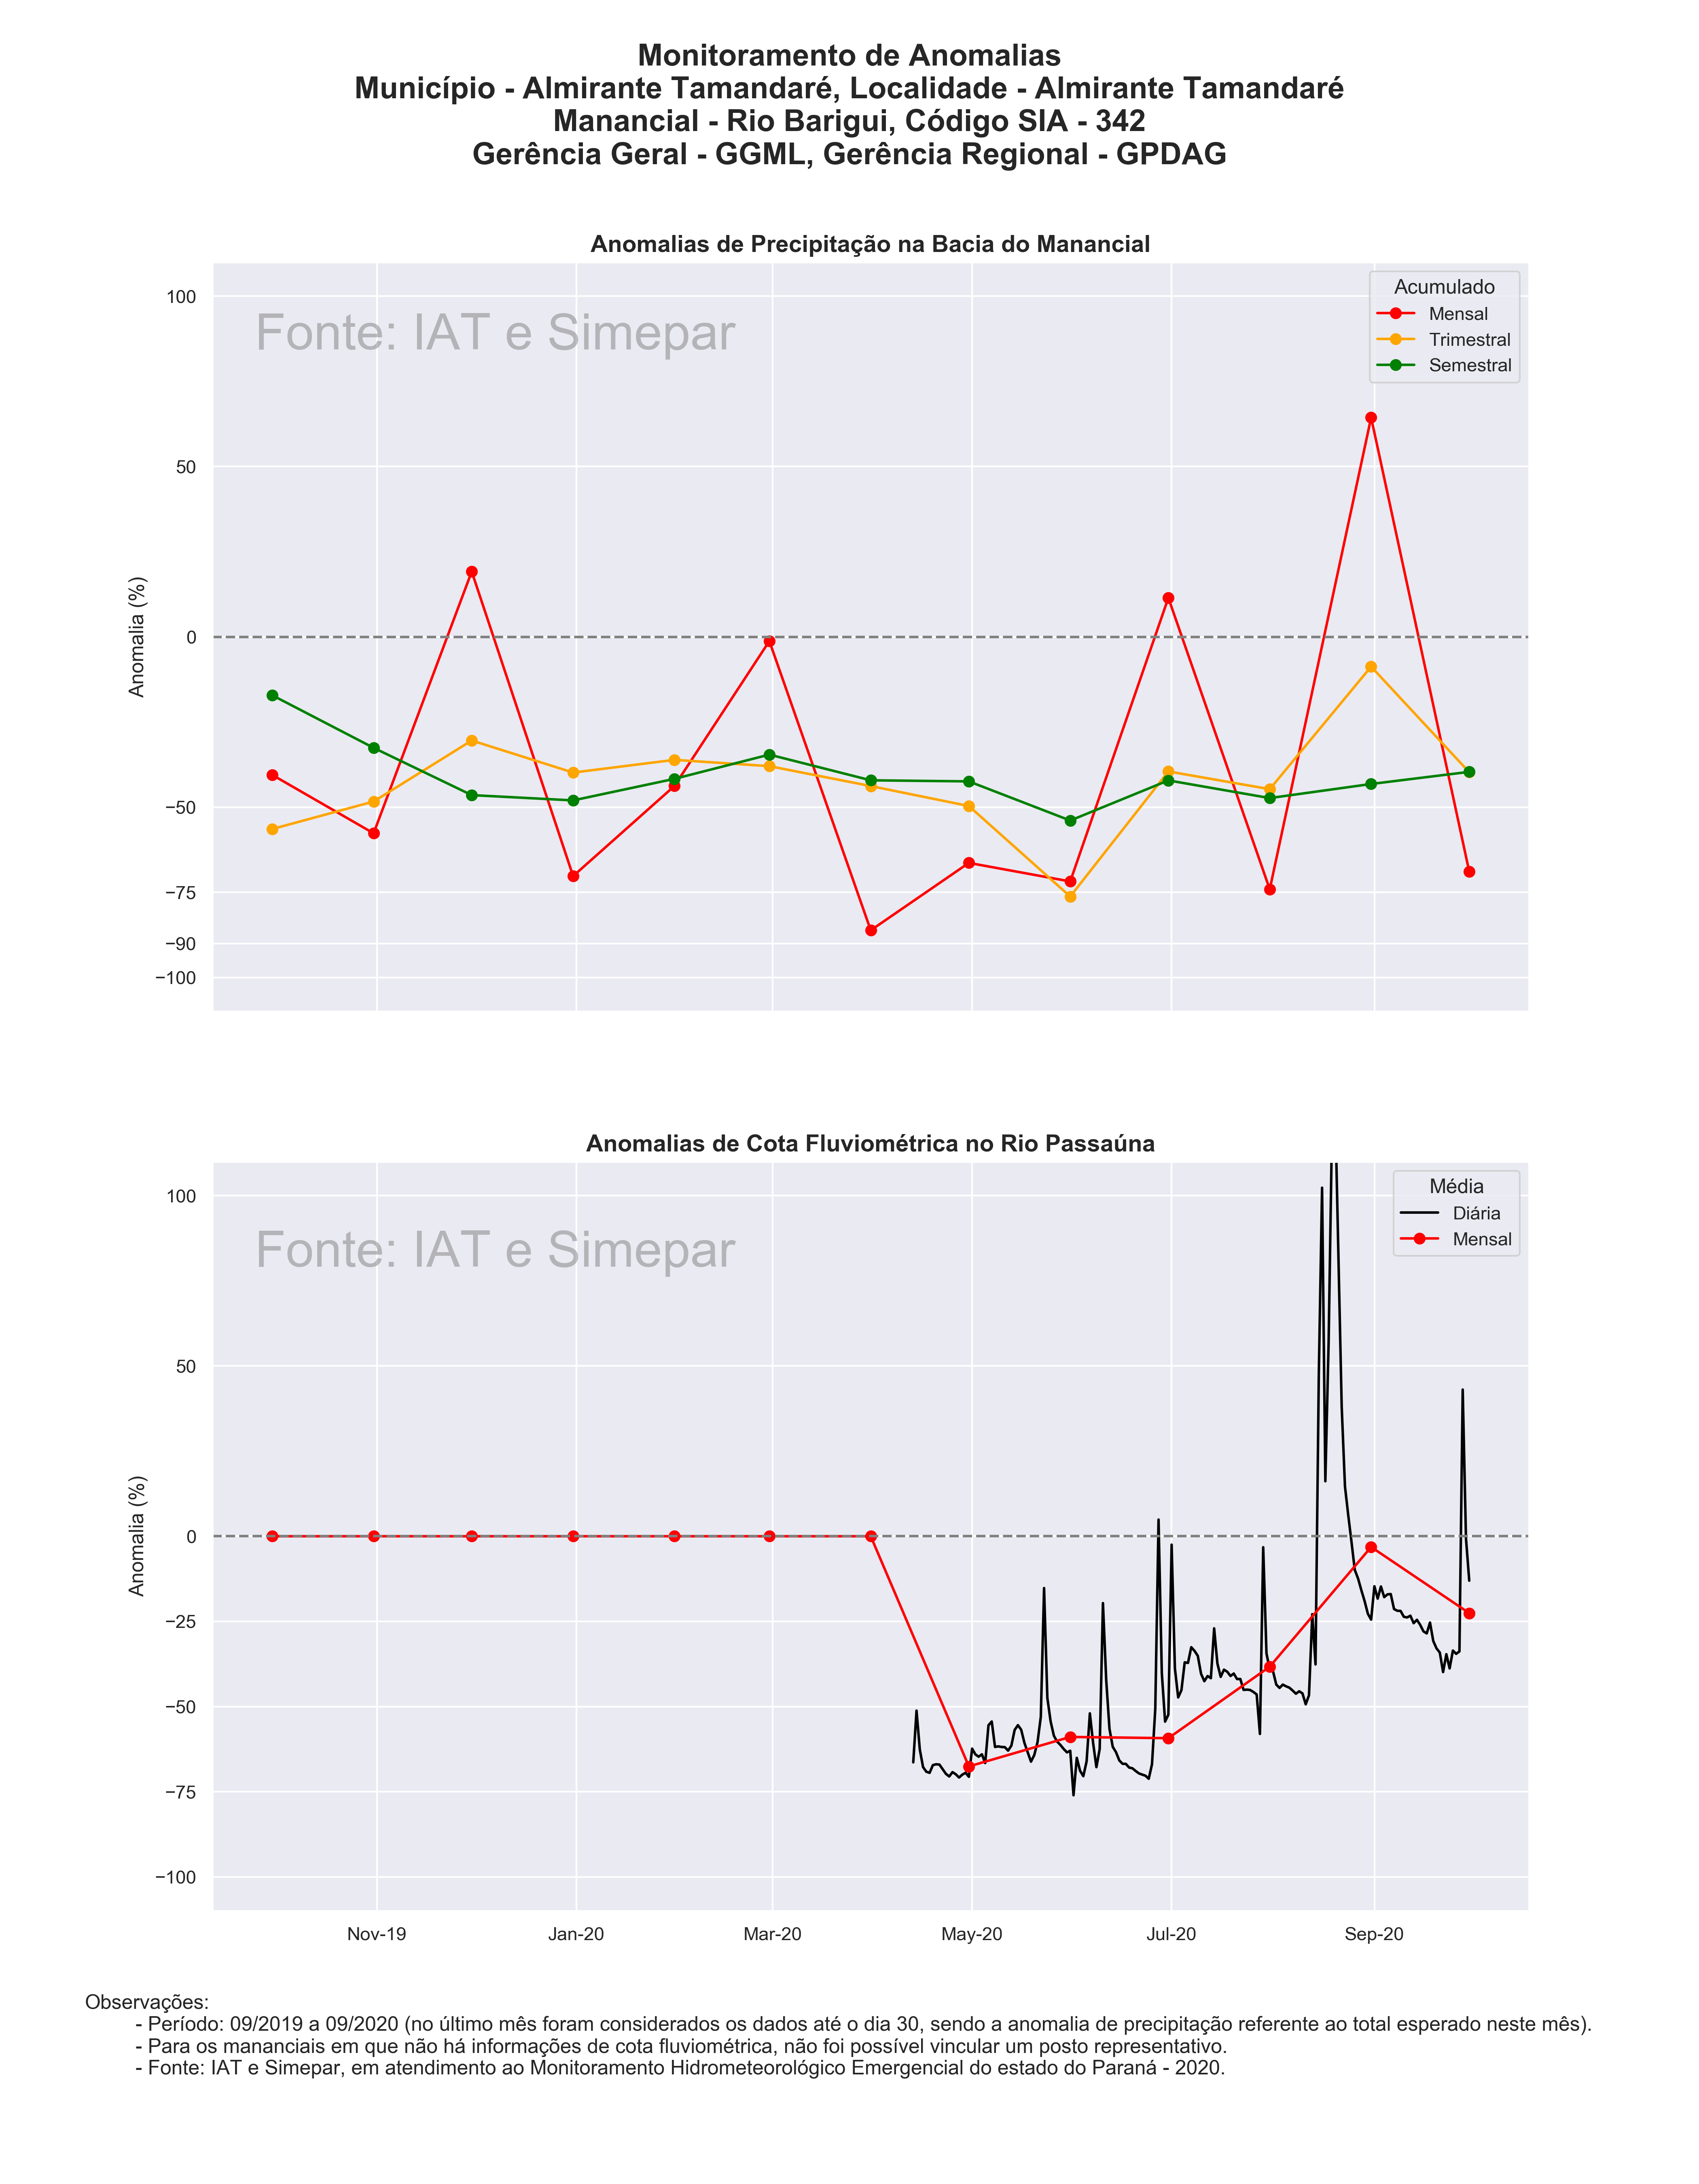 Monitoramento de Anomalias
Município - Almirante Tamandaré, Localidade - Almirante Tamandaré
Manancial - Rio Barigui, Código SIA - 342
Gerência Geral - GGML, Gerência Regional - GPDAG
Anomalias de Precipitação na Bacia do Manancial
Fonte: IAT e Simepar
Acumulado
Mensal
Trimestral
Semestral
Anomalia (%)
100
50
0
−50
−75
−90
−100
Anomalias de Cota Fluviométrica no Rio Passaúna
Fonte: IAT e Simepar
Média
Diária
Mensal
Anomalia (%)
100
50
0
−25
−50
−75
−100
Nov-19 Jan-20 Mar-20 May-20 Jul-20 Sep-20
Observações:
- Período: 09/2019 a 09/2020 (no último mês foram considerados os dados até o dia 30, sendo a anomalia de precipitação referente ao total esperado neste mês).
- Para os mananciais em que não há informações de cota fluviométrica, não foi possível vincular um posto representativo.
- Fonte: IAT e Simepar, em atendimento ao Monitoramento Hidrometeorológico Emergencial do estado do Paraná - 2020.